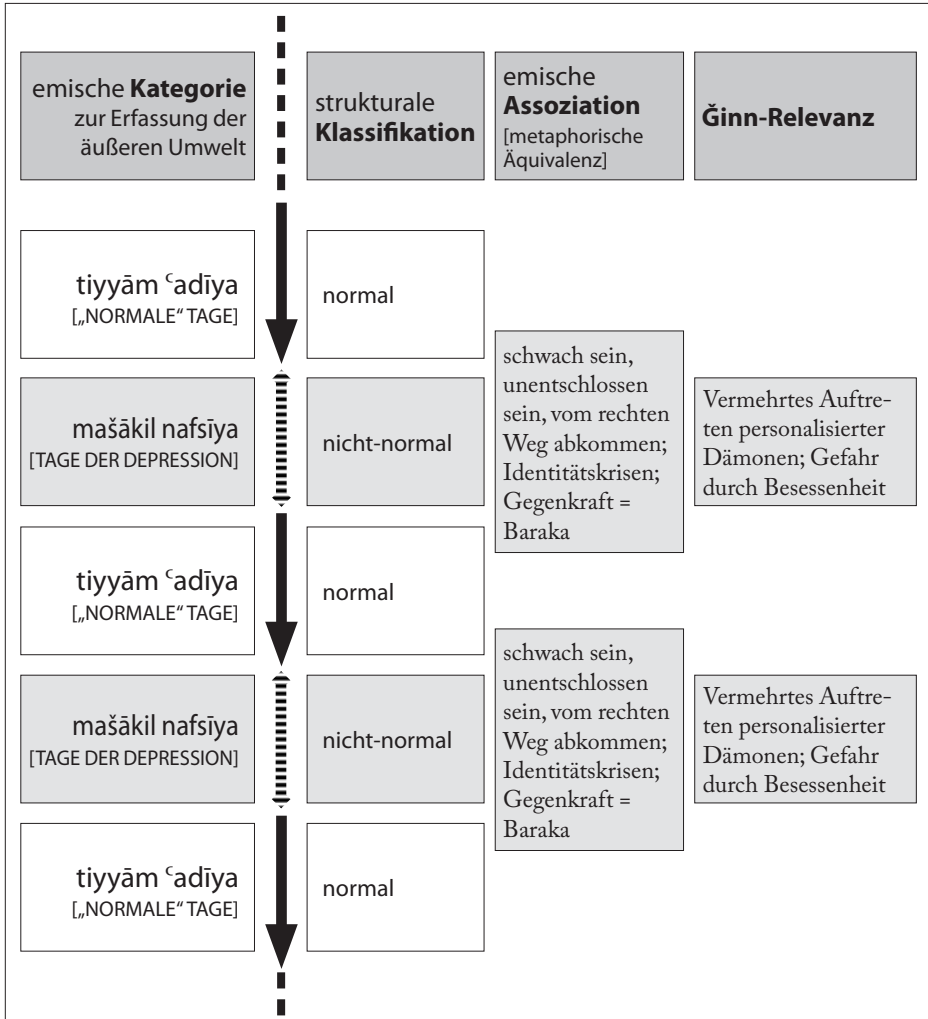 emische Kategorie
zur Erfassung der
äußeren Umwelt
strukturale
Klassifikation
emische
Assoziation
[metaphorische
Äquivalenz]
Ǧinn-Relevanz
tiyyām ᶜadīya
[„NORMALE“ TAGE]
normal
mašākil nafsīya
[TAGE DER DEPRESSION]
nicht-normal
schwach sein,
unentschlossen
sein, vom rechten
Weg abkommen;
Identitätskrisen;
Gegenkraft =
Baraka
Vermehrtes Auftre-
ten personalisierter
Dämonen; Gefahr
durch Besessenheit
tiyyām ᶜadīya
[„NORMALE“ TAGE]
normal
mašākil nafsīya
[TAGE DER DEPRESSION]
nicht-normal
schwach sein,
unentschlossen
sein, vom rechten
Weg abkommen;
Identitätskrisen;
Gegenkraft =
Baraka
Vermehrtes Auftre-
ten personalisierter
Dämonen; Gefahr
durch Besessenheit
tiyyām ᶜadīya
[„NORMALE“ TAGE]
normal